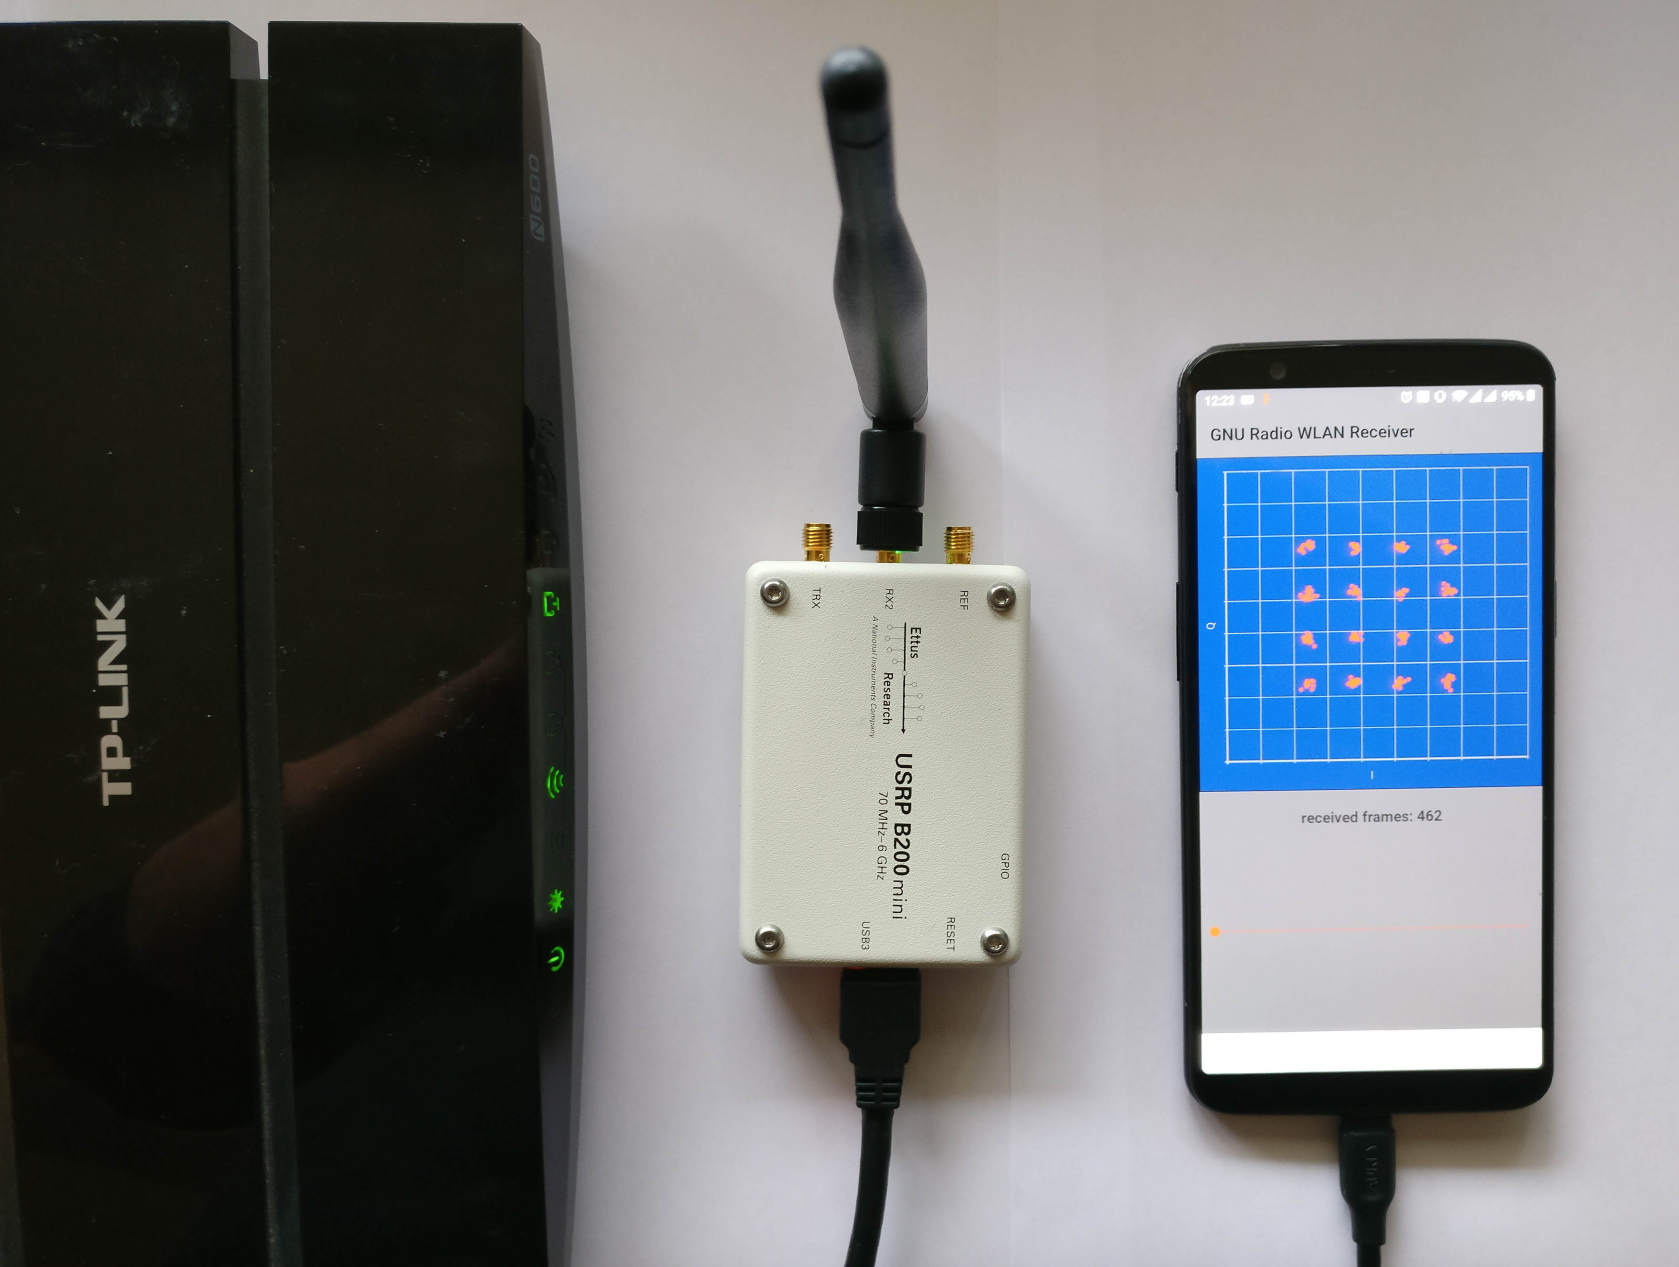 TP-LINK
N600
TRX
RX2
REF
Ettus
Research
A National Instruments Company
USRP B200mini
70 MHz–6 GHz
GPIO
RESET
USB3
12:23
95%
GNU Radio WLAN Receiver
Q
I
received frames: 462